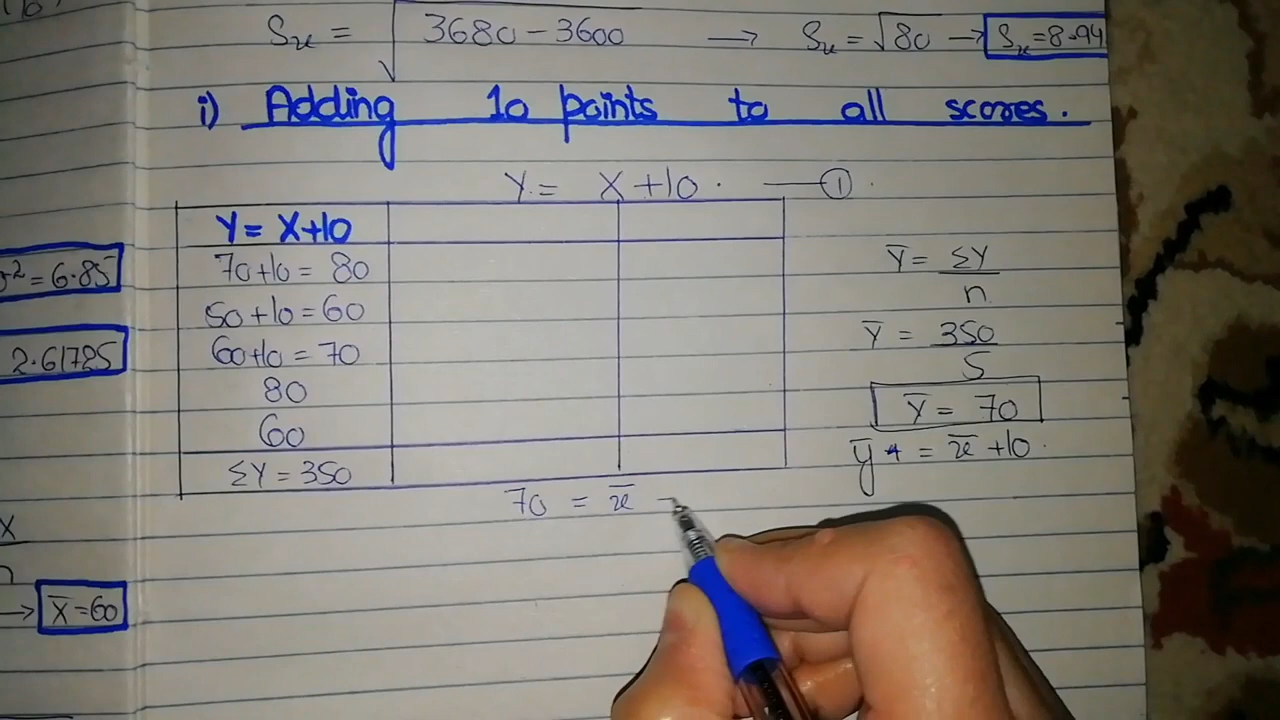 Sx = √3680-3600 → Sx = √80 → Sx=8.94
i) Adding 10 points to all scores.
Y = X+10. —①.
Y= X+10
70+10 = 80
50+10=60
60+10 = 70
80
60
ΣY = 350
Ȳ = ΣY
n
Ȳ = 350
5
Ȳ = 70
ȳ = x̄ +10.
70 = x̄
σ²=6.85
2.61725
X
n
→ X̄=60